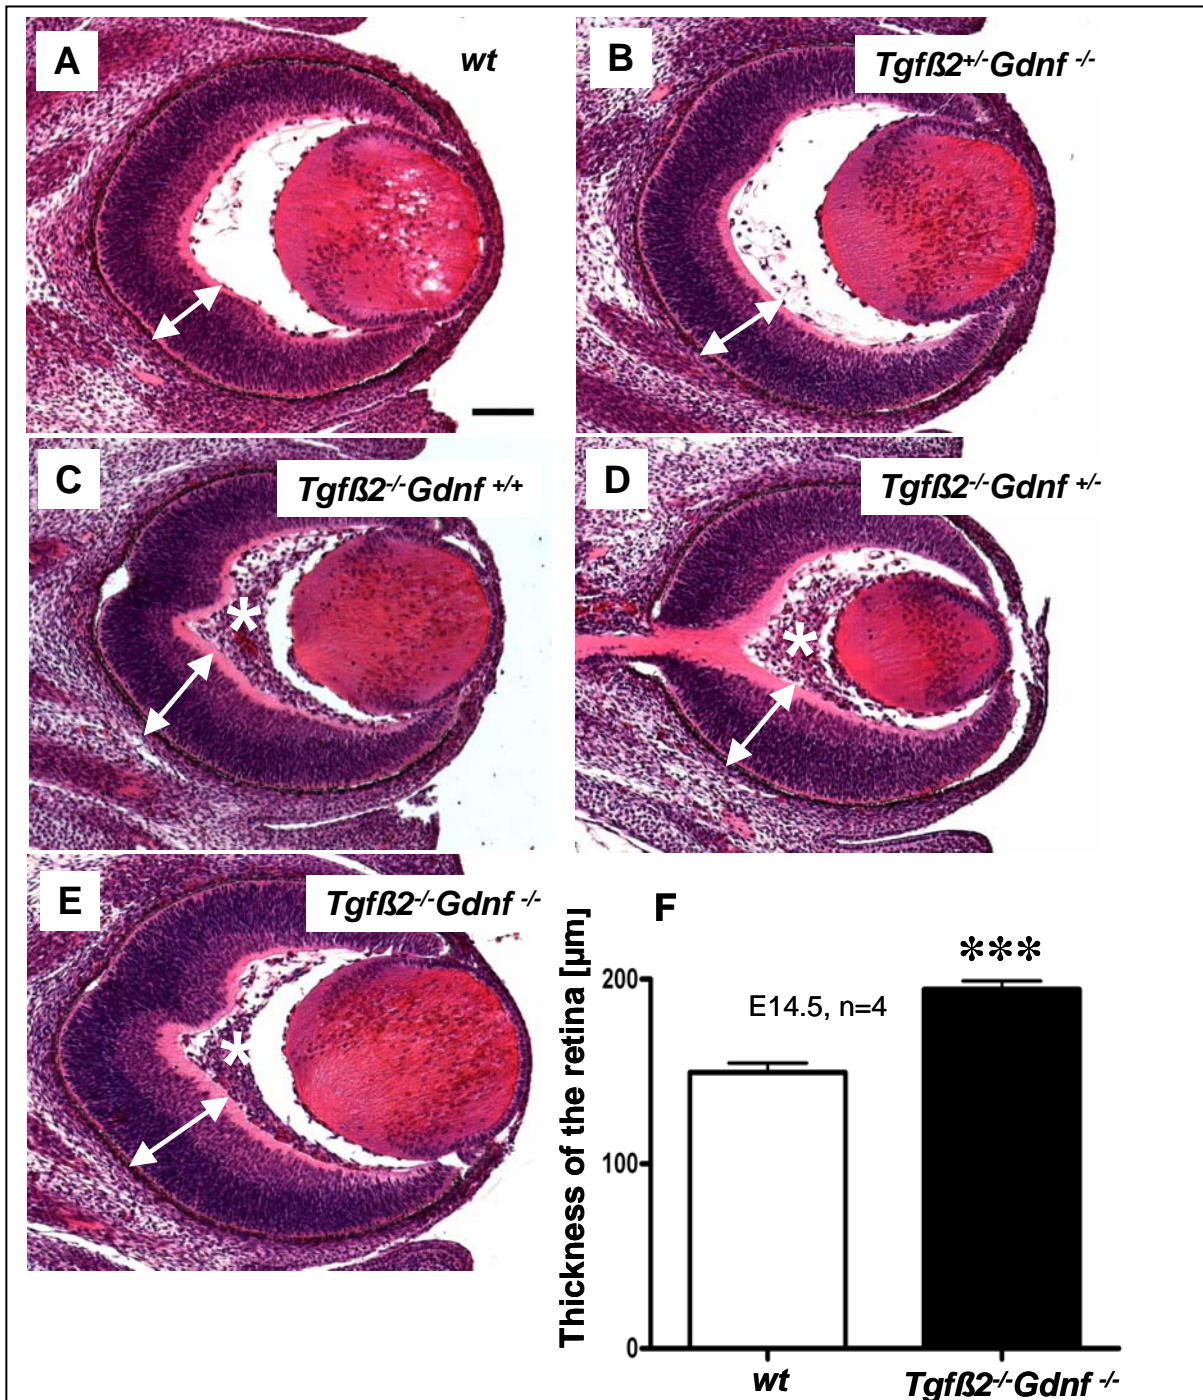 A
wt
B
Tgfß2+/-Gdnf -/-
C
Tgfß2-/-Gdnf +/+
D
Tgfß2-/-Gdnf +/-
E
Tgfß2-/-Gdnf -/-
F
Thickness of the retina [µm]
***
200
E14.5, n=4
100
0
wt
Tgfß2-/-Gdnf -/-
*
*
*